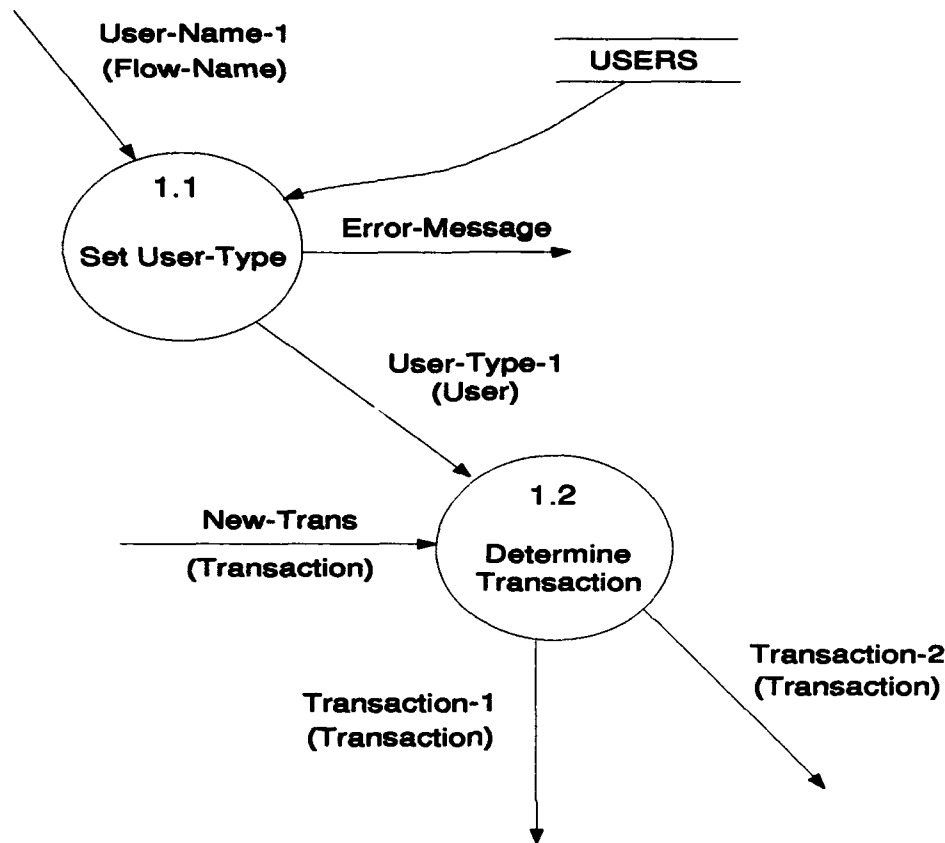 User-Name-1
(Flow-Name)
USERS
1.1
Set User-Type
Error-Message
User-Type-1
(User)
1.2
Determine
Transaction
New-Trans
(Transaction)
Transaction-1
(Transaction)
Transaction-2
(Transaction)